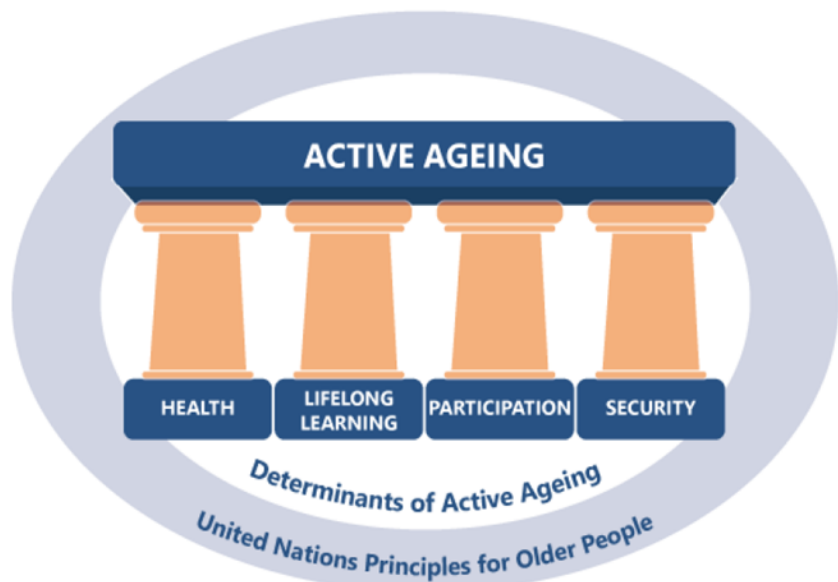 ACTIVE AGEING
HEALTH
LIFELONG
LEARNING
PARTICIPATION
SECURITY
Determinants of Active Ageing
United Nations Principles for Older People